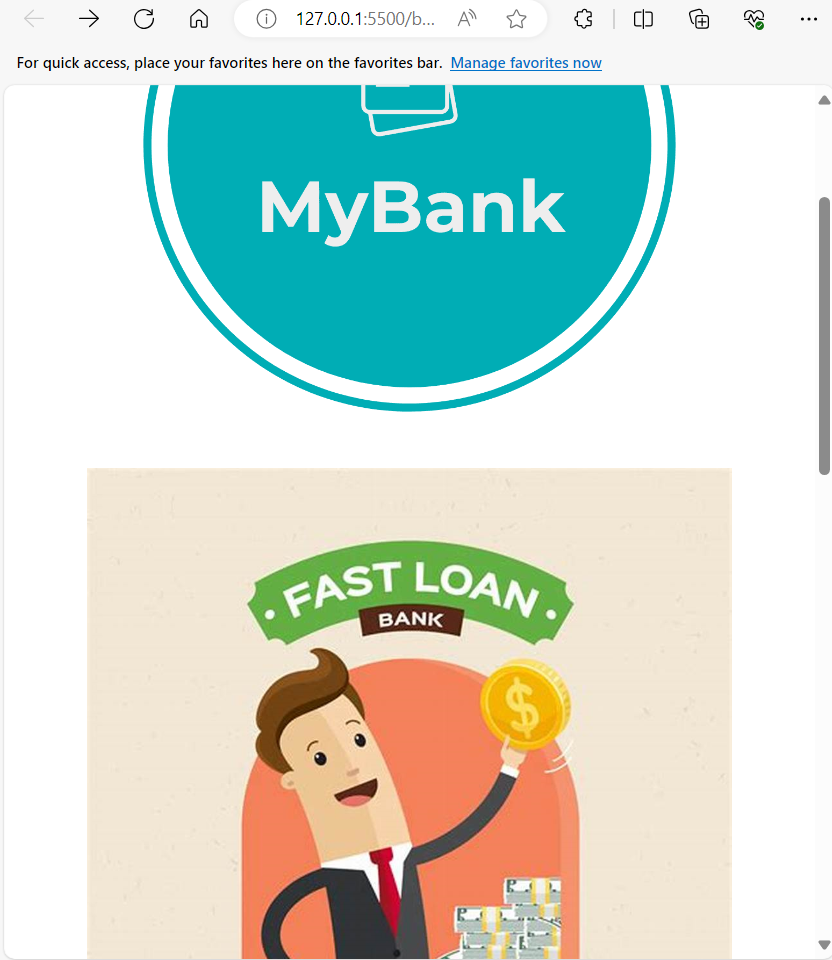 127.0.0.1:5500/b...
For quick access, place your favorites here on the favorites bar. Manage favorites now
MyBank
FAST LOAN
BANK
$